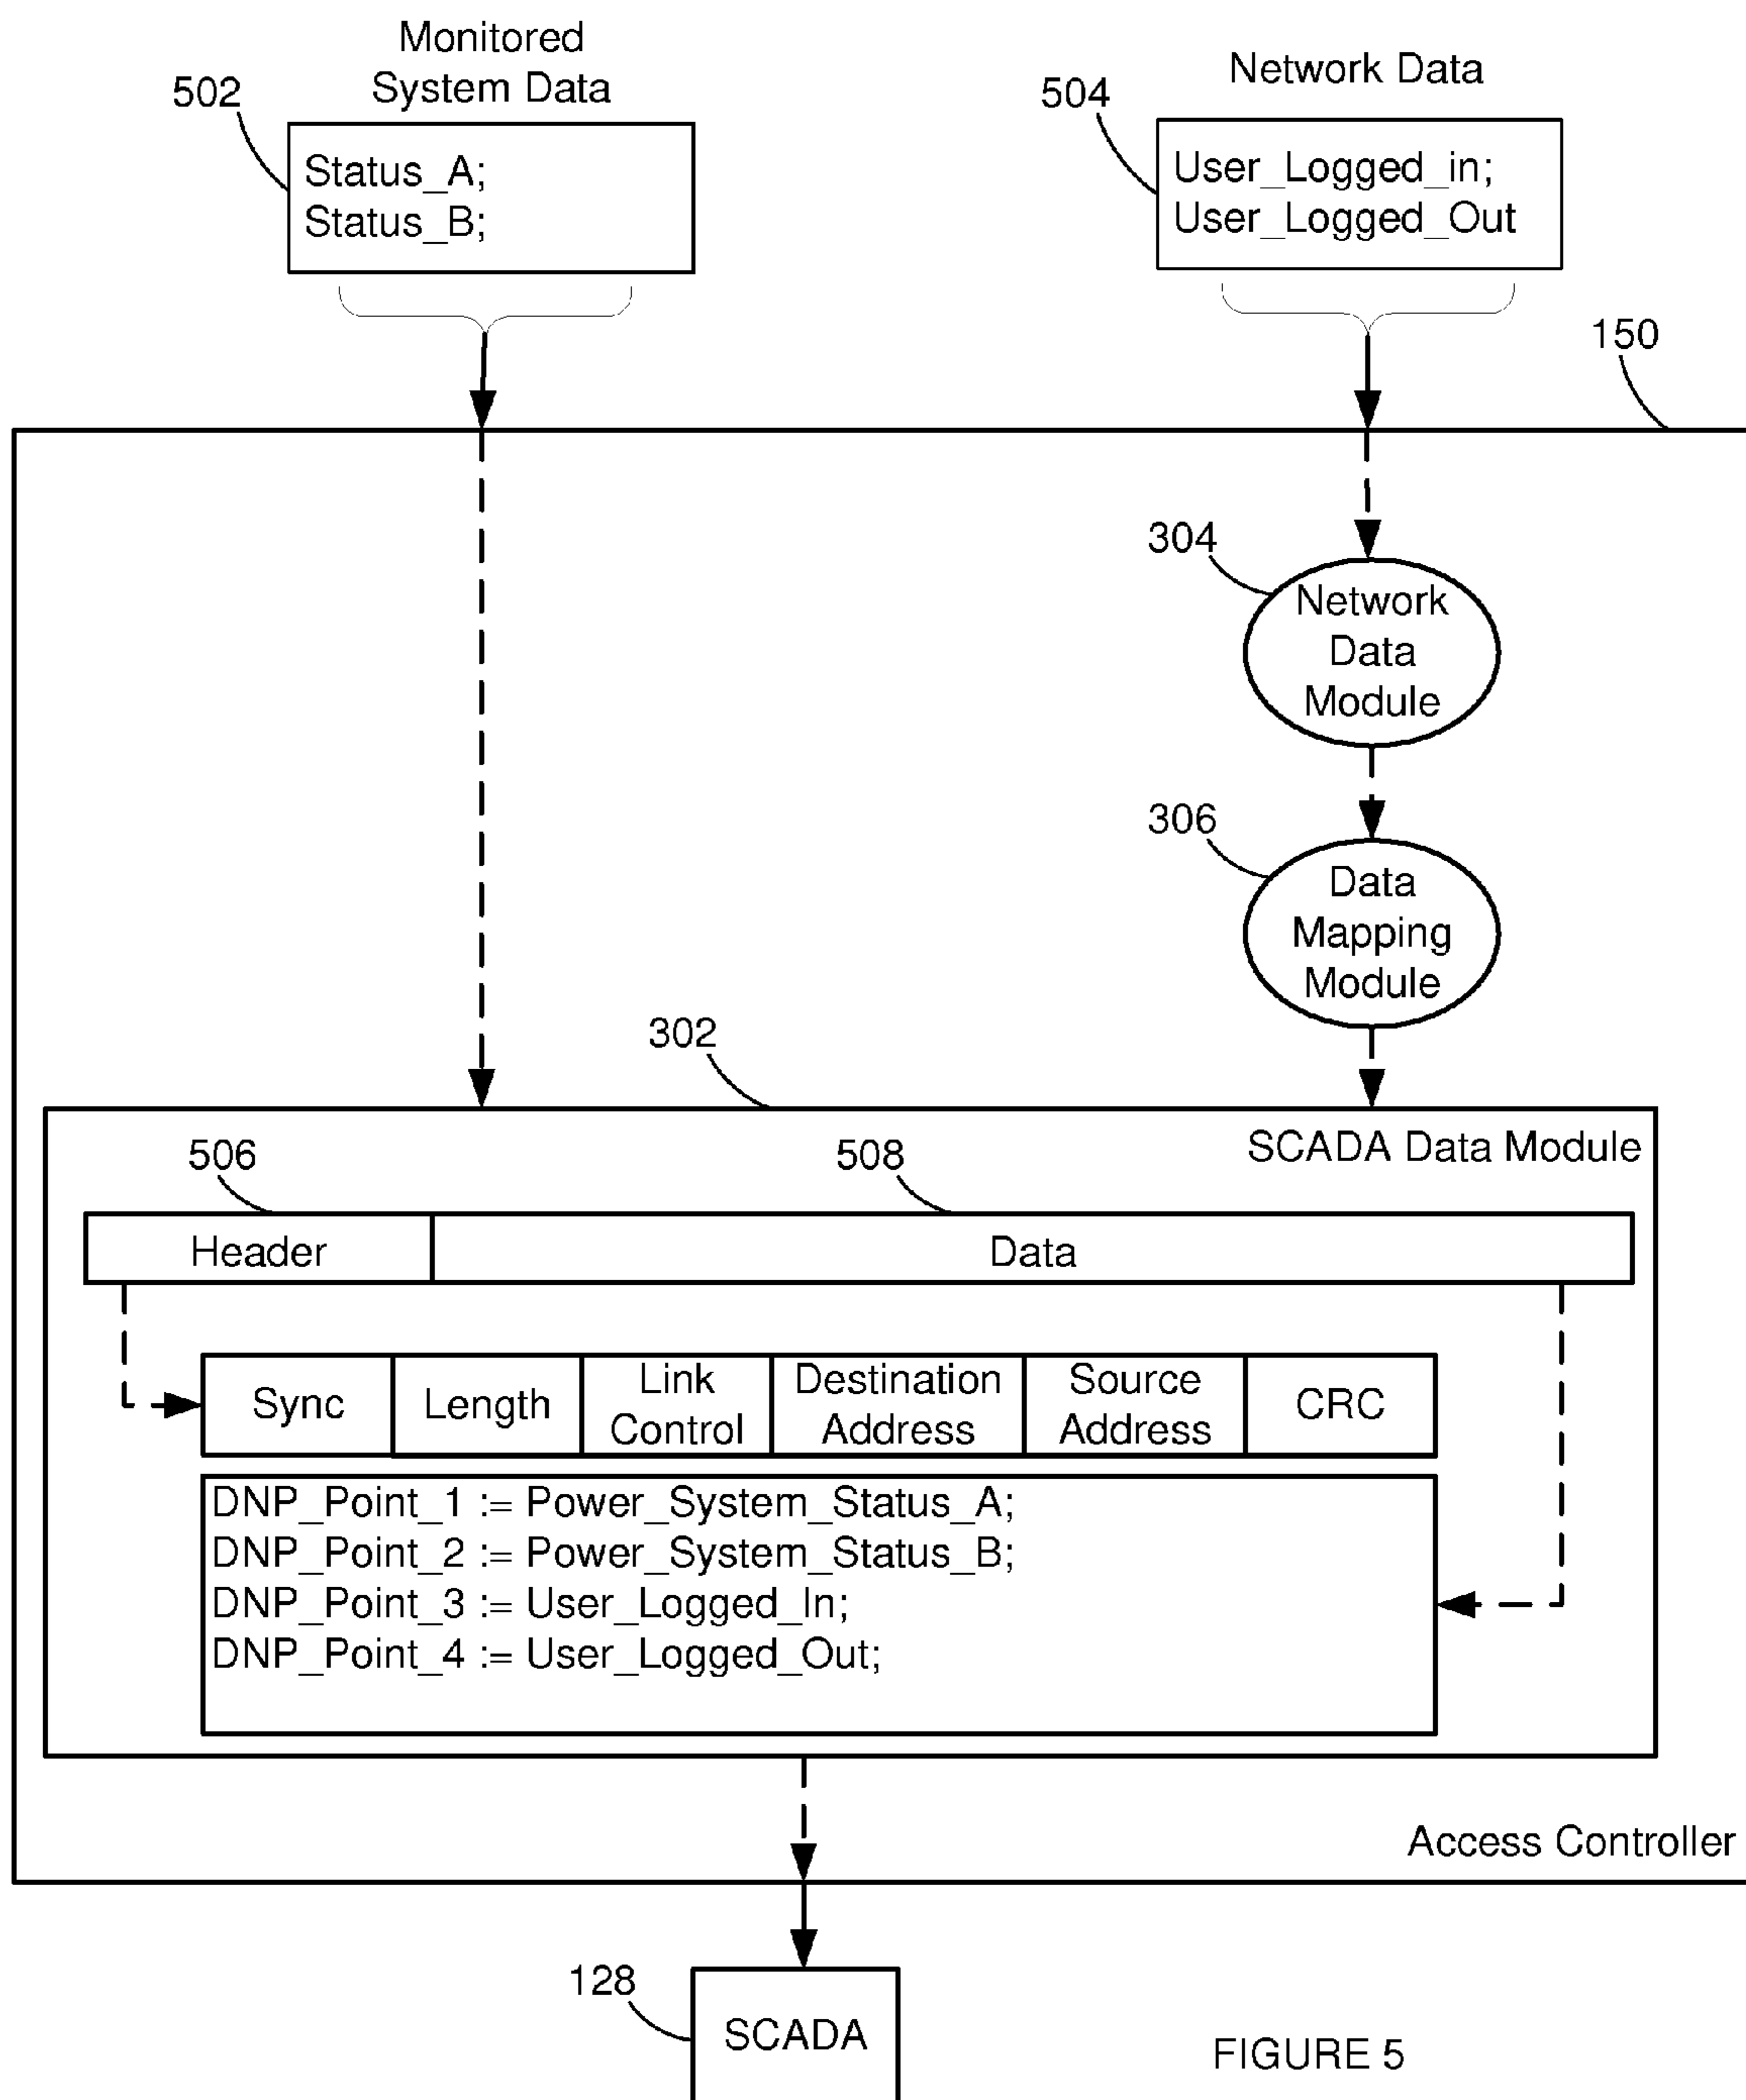 Monitored
System Data
502
Status_A;
Status_B;
Network Data
504
User_Logged_in;
User_Logged_Out
150
304
Network
Data
Module
306
Data
Mapping
Module
302
SCADA Data Module
506
508
Header
Data
Sync
Length
Link
Control
Destination
Address
Source
Address
CRC
DNP_Point_1 := Power_System_Status_A;
DNP_Point_2 := Power_System_Status_B;
DNP_Point_3 := User_Logged_In;
DNP_Point_4 := User_Logged_Out;
Access Controller
128
SCADA
FIGURE 5